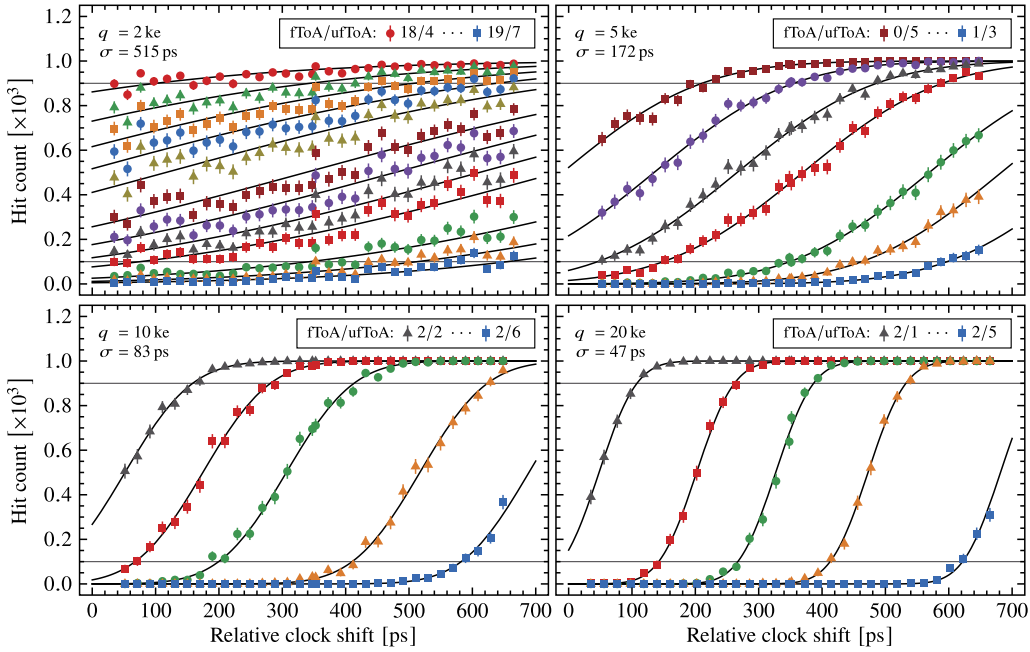 q = 2 ke
σ = 515 ps
fToA/ufToA: 18/4 ··· 19/7
q = 5 ke
σ = 172 ps
fToA/ufToA: 0/5 ··· 1/3
1.2
1.0
0.8
0.6
0.4
0.2
0.0
Hit count [×10³]
q = 10 ke
σ = 83 ps
fToA/ufToA: 2/2 ··· 2/6
q = 20 ke
σ = 47 ps
fToA/ufToA: 2/1 ··· 2/5
1.2
1.0
0.8
0.6
0.4
0.2
0.0
Hit count [×10³]
0 100 200 300 400 500 600 700
0 100 200 300 400 500 600 700
Relative clock shift [ps]
Relative clock shift [ps]